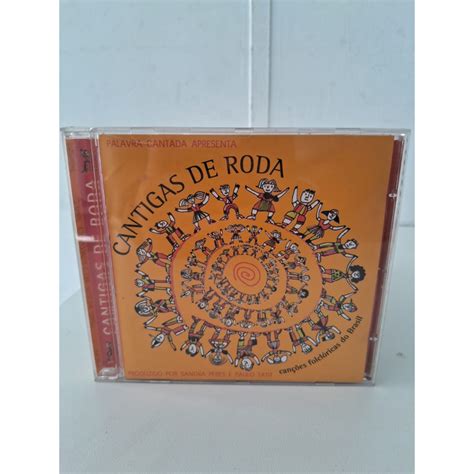 PALAVRA CANTADA APRESENTA
CANTIGAS DE RODA
canções folclóricas do Brasil
PRODUZIDO POR SANDRA PERES E PAULO TATIT
CANTIGAS DE RODA